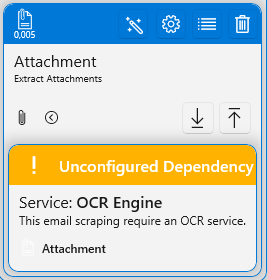 0,005
Attachment
Extract Attachments
! Unconfigured Dependency
Service: OCR Engine
This email scraping require an OCR service.
Attachment